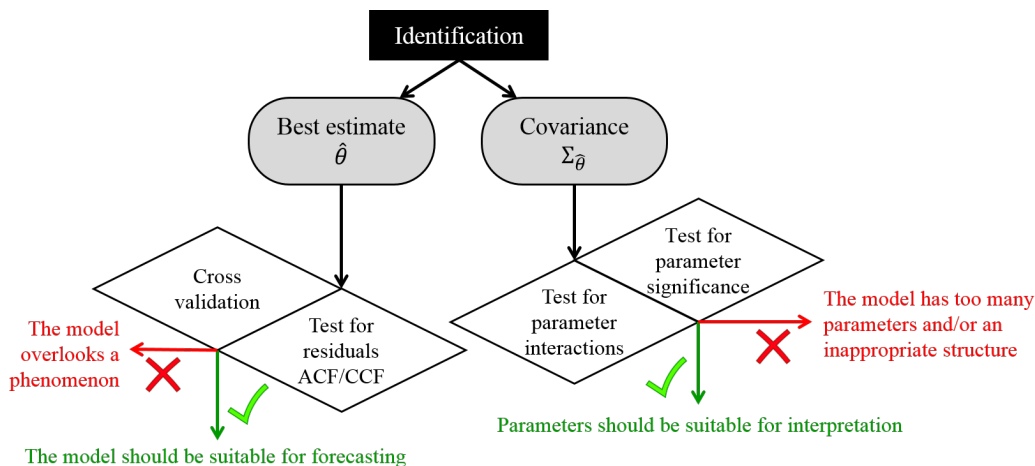 Identification
Best estimate
θ̂
Covariance
Σ_θ̂
Cross
validation
Test for
residuals
ACF/CCF
Test for
parameter
significance
Test for
parameter
interactions
The model
overlooks a
phenomenon
The model has too many
parameters and/or an
inappropriate structure
The model should be suitable for forecasting
Parameters should be suitable for interpretation